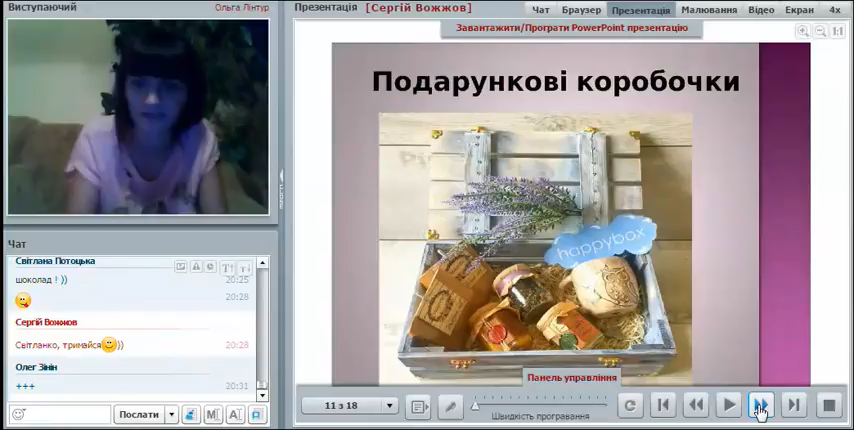 Виступаючий
Ольга Лінтур
Презентація [Сергій Вожжов]
Чат Браузер Презентація Малювання Відео Екран 4x
Завантажити/Програти PowerPoint презентацію
1:1
Подарункові коробочки
happybox
Чат
Світлана Потоцька
шоколад ! ))
20:25
20:28
Сергій Вожжов
Світланко, тримайся ))
20:28
Олег Зінін
+++
20:31
Послати
Панель управління
11 з 18
Швидкість програвання